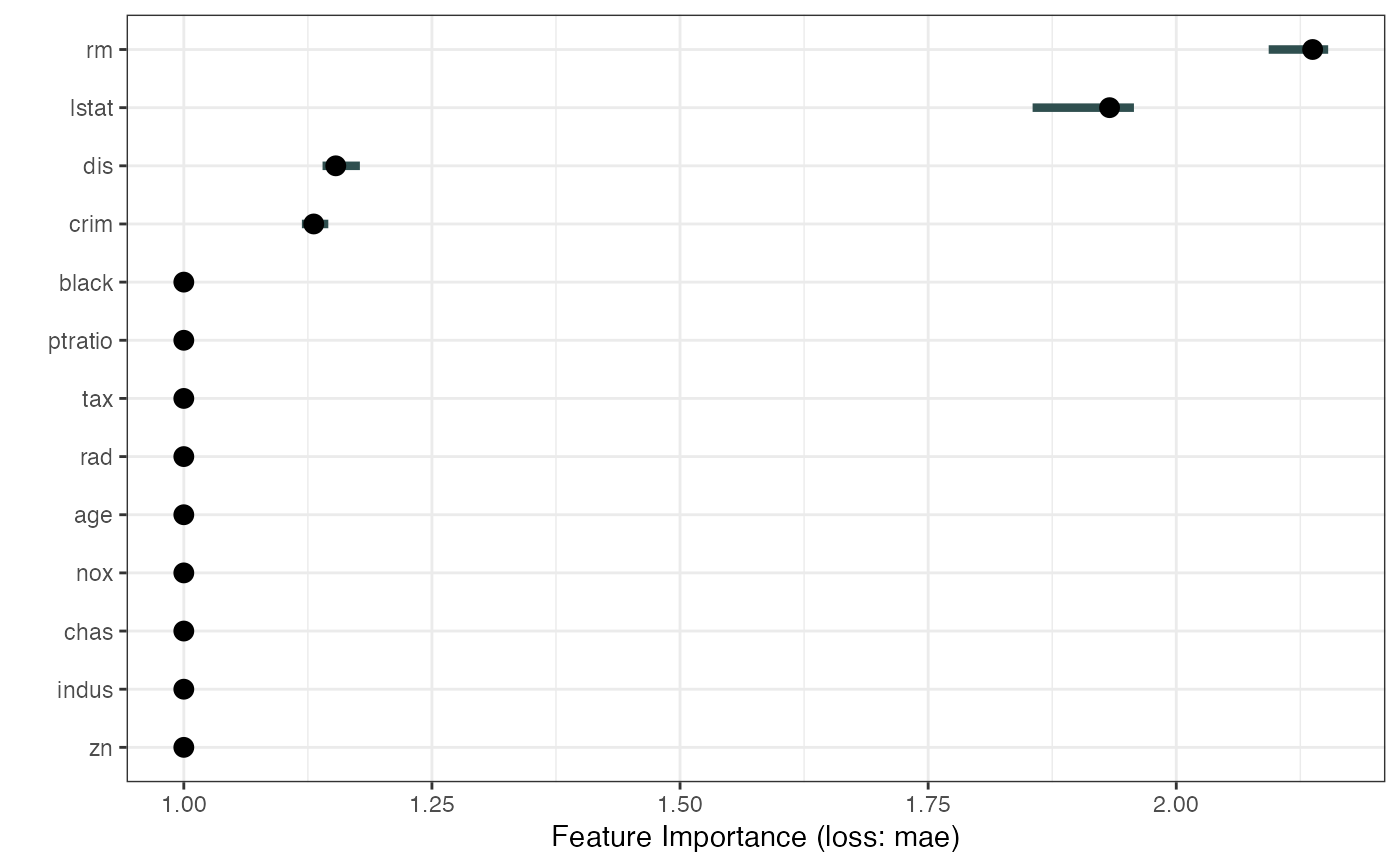 rm
lstat
dis
crim
black
ptratio
tax
rad
age
nox
chas
indus
zn
1.00 1.25 1.50 1.75 2.00
Feature Importance (loss: mae)